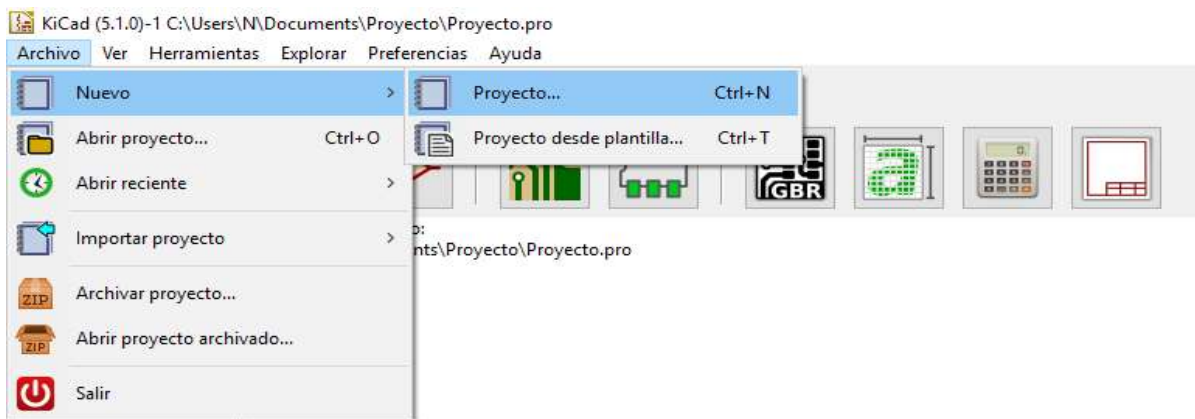 KiCad (5.1.0)-1 C:\Users\N\Documents\Proyecto\Proyecto.pro
Archivo Ver Herramientas Explorar Preferencias Ayuda
Nuevo
Proyecto... Ctrl+N
Abrir proyecto... Ctrl+O
Proyecto desde plantilla... Ctrl+T
Abrir reciente
GBR
a
0.
Importar proyecto
o:
nts\Proyecto\Proyecto.pro
ZIP Archivar proyecto...
ZIP Abrir proyecto archivado...
Salir